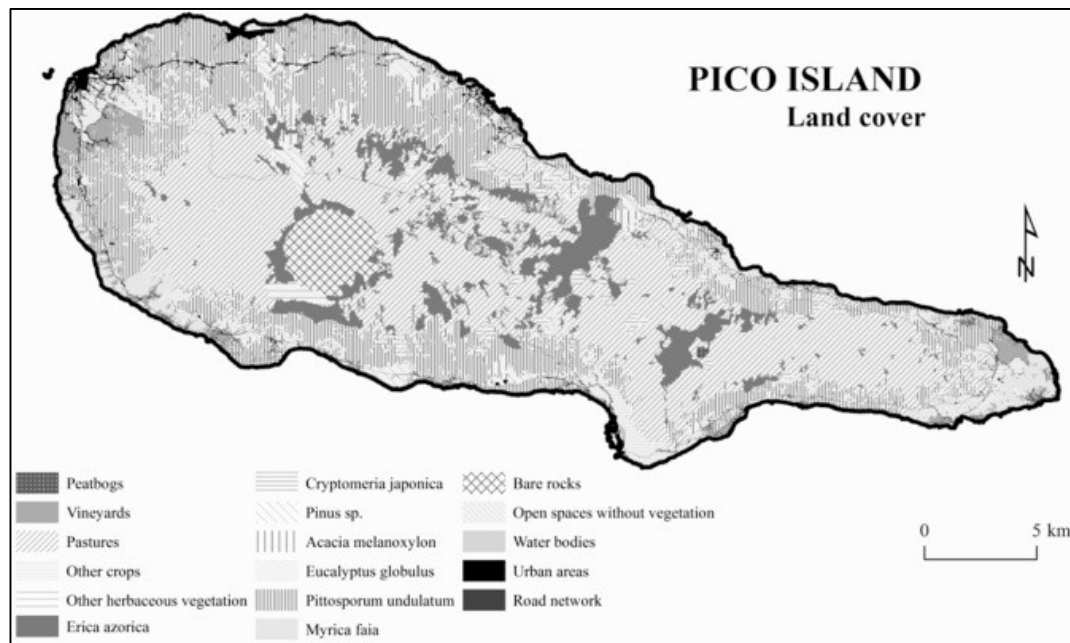 PICO ISLAND
Land cover
N
Peatbogs
Vineyards
Pastures
Other crops
Other herbaceous vegetation
Erica azorica
Cryptomeria japonica
Pinus sp.
Acacia melanoxylon
Eucalyptus globulus
Pittosporum undulatum
Myrica faia
Bare rocks
Open spaces without vegetation
Water bodies
Urban areas
Road network
0 5 km